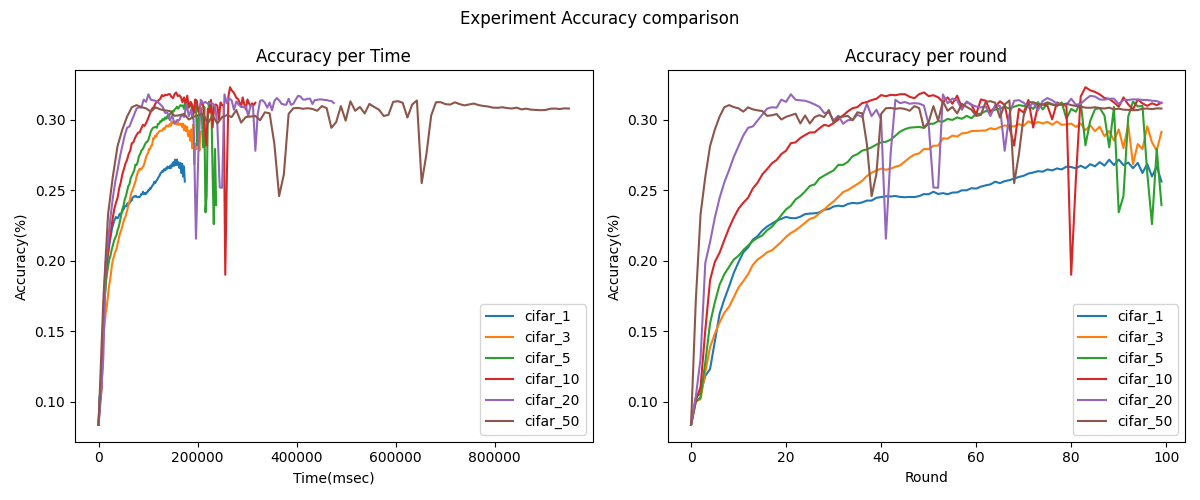 Experiment Accuracy comparison
Accuracy per Time
Accuracy(%)
0.30
0.25
0.20
0.15
0.10
0
200000
400000
600000
800000
Time(msec)
cifar_1
cifar_3
cifar_5
cifar_10
cifar_20
cifar_50
Accuracy per round
Accuracy(%)
0.30
0.25
0.20
0.15
0.10
0
20
40
60
80
100
Round
cifar_1
cifar_3
cifar_5
cifar_10
cifar_20
cifar_50